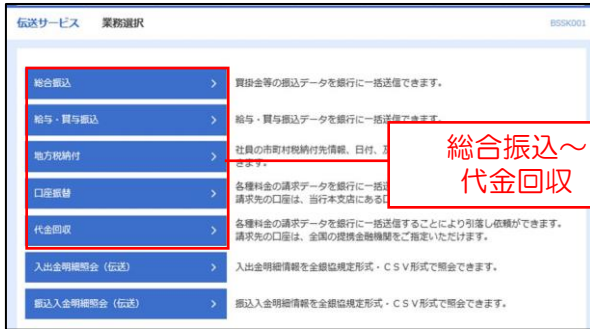 伝送サービス 業務選択 BSSK001
総合振込 > 買掛金等の振込データを銀行に一括送信できます。
給与・賞与振込 > 給与・賞与振込データを銀行に一括送信できます。
地方税納付 > 社員の市町村税納付先情報、日付、
きます。
口座振替 > 各種料金の請求データを銀行に一括
請求先の口座は、当行本支店にある
代金回収 > 各種料金の請求データを銀行に一括送信することにより引落し依頼ができます。
請求先の口座は、全国の提携金融機関をご指定いただけます。
入出金明細照会(伝送) > 入出金明細情報を全銀協規定形式・CSV形式で照会できます。
振込入金明細照会(伝送) > 振込入金明細情報を全銀協規定形式・CSV形式で照会できます。
総合振込~
代金回収